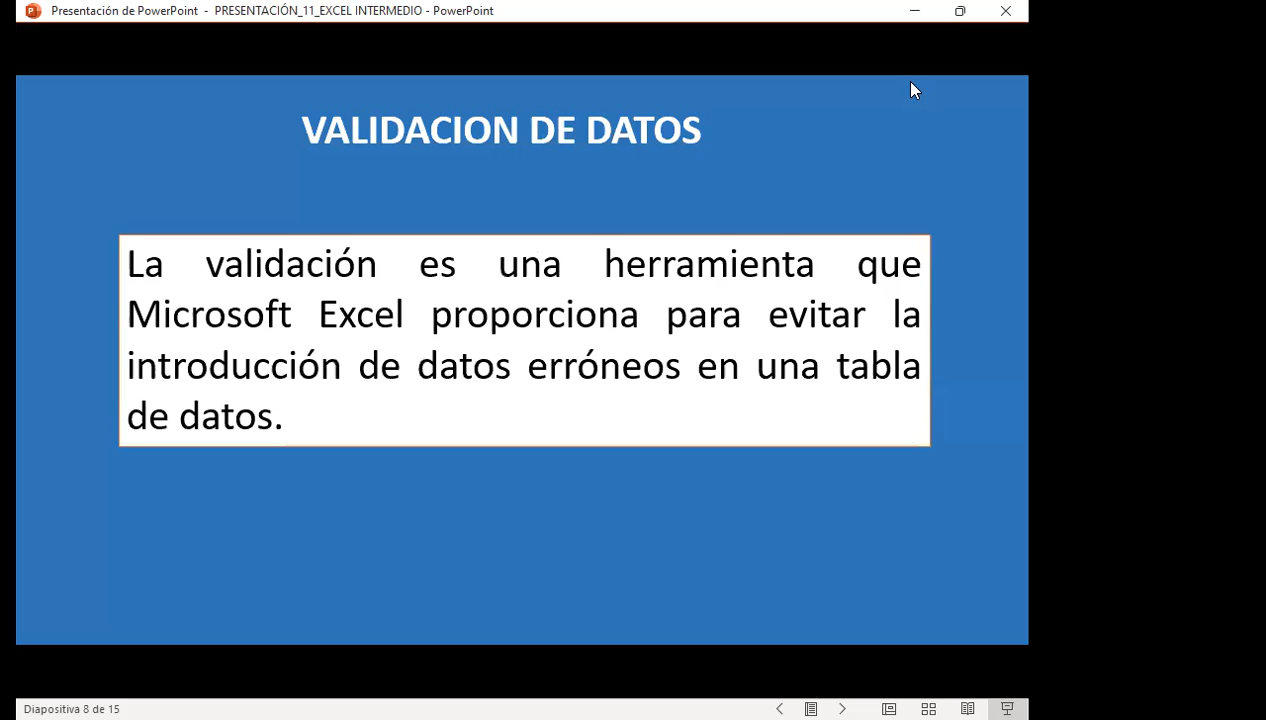 Presentación de PowerPoint - PRESENTACIÓN_11_EXCEL INTERMEDIO - PowerPoint
VALIDACION DE DATOS
La validación es una herramienta que
Microsoft Excel proporciona para evitar la
introducción de datos erróneos en una tabla
de datos.
Diapositiva 8 de 15